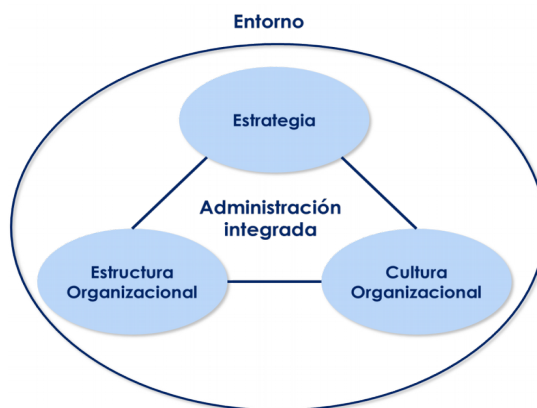 Entorno
Estrategia
Administración
integrada
Estructura
Organizacional
Cultura
Organizacional